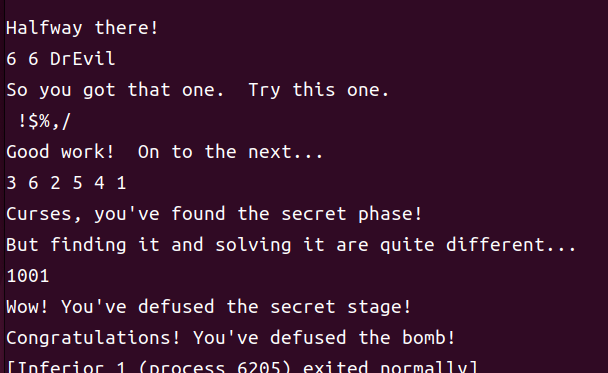 Halfway there!
6 6 DrEvil
So you got that one.  Try this one.
 !$%,/
Good work!  On to the next...
3 6 2 5 4 1
Curses, you've found the secret phase!
But finding it and solving it are quite different...
1001
Wow! You've defused the secret stage!
Congratulations! You've defused the bomb!
[Inferior 1 (process 6205) exited normally]